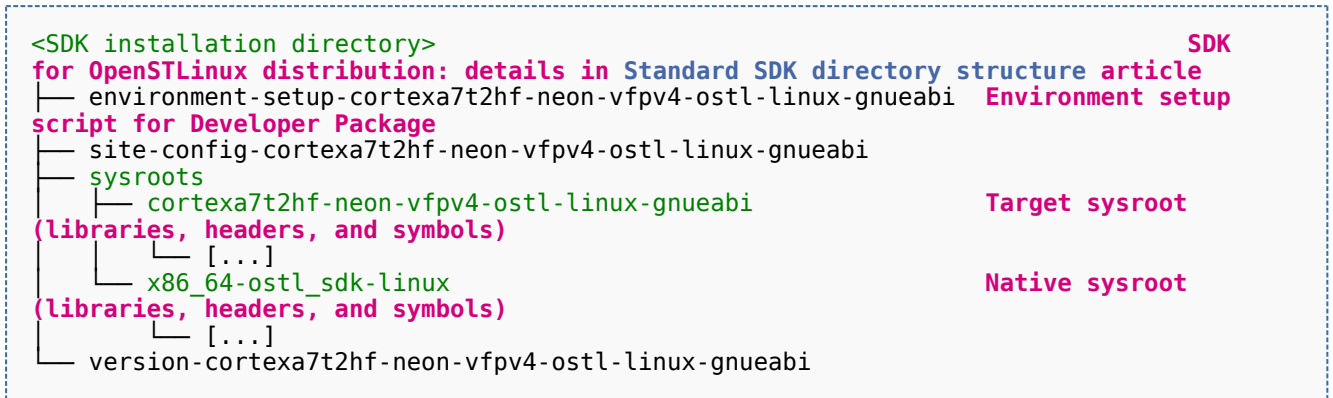 <SDK installation directory> SDK
for OpenSTLinux distribution: details in Standard SDK directory structure article
├── environment-setup-cortexa7t2hf-neon-vfpv4-ostl-linux-gnueabi Environment setup
script for Developer Package
├── site-config-cortexa7t2hf-neon-vfpv4-ostl-linux-gnueabi
├── sysroots
│   ├── cortexa7t2hf-neon-vfpv4-ostl-linux-gnueabi Target sysroot
(libraries, headers, and symbols)
│   │   └── [...]
│   └── x86_64-ostl_sdk-linux Native sysroot
(libraries, headers, and symbols)
│       └── [...]
└── version-cortexa7t2hf-neon-vfpv4-ostl-linux-gnueabi